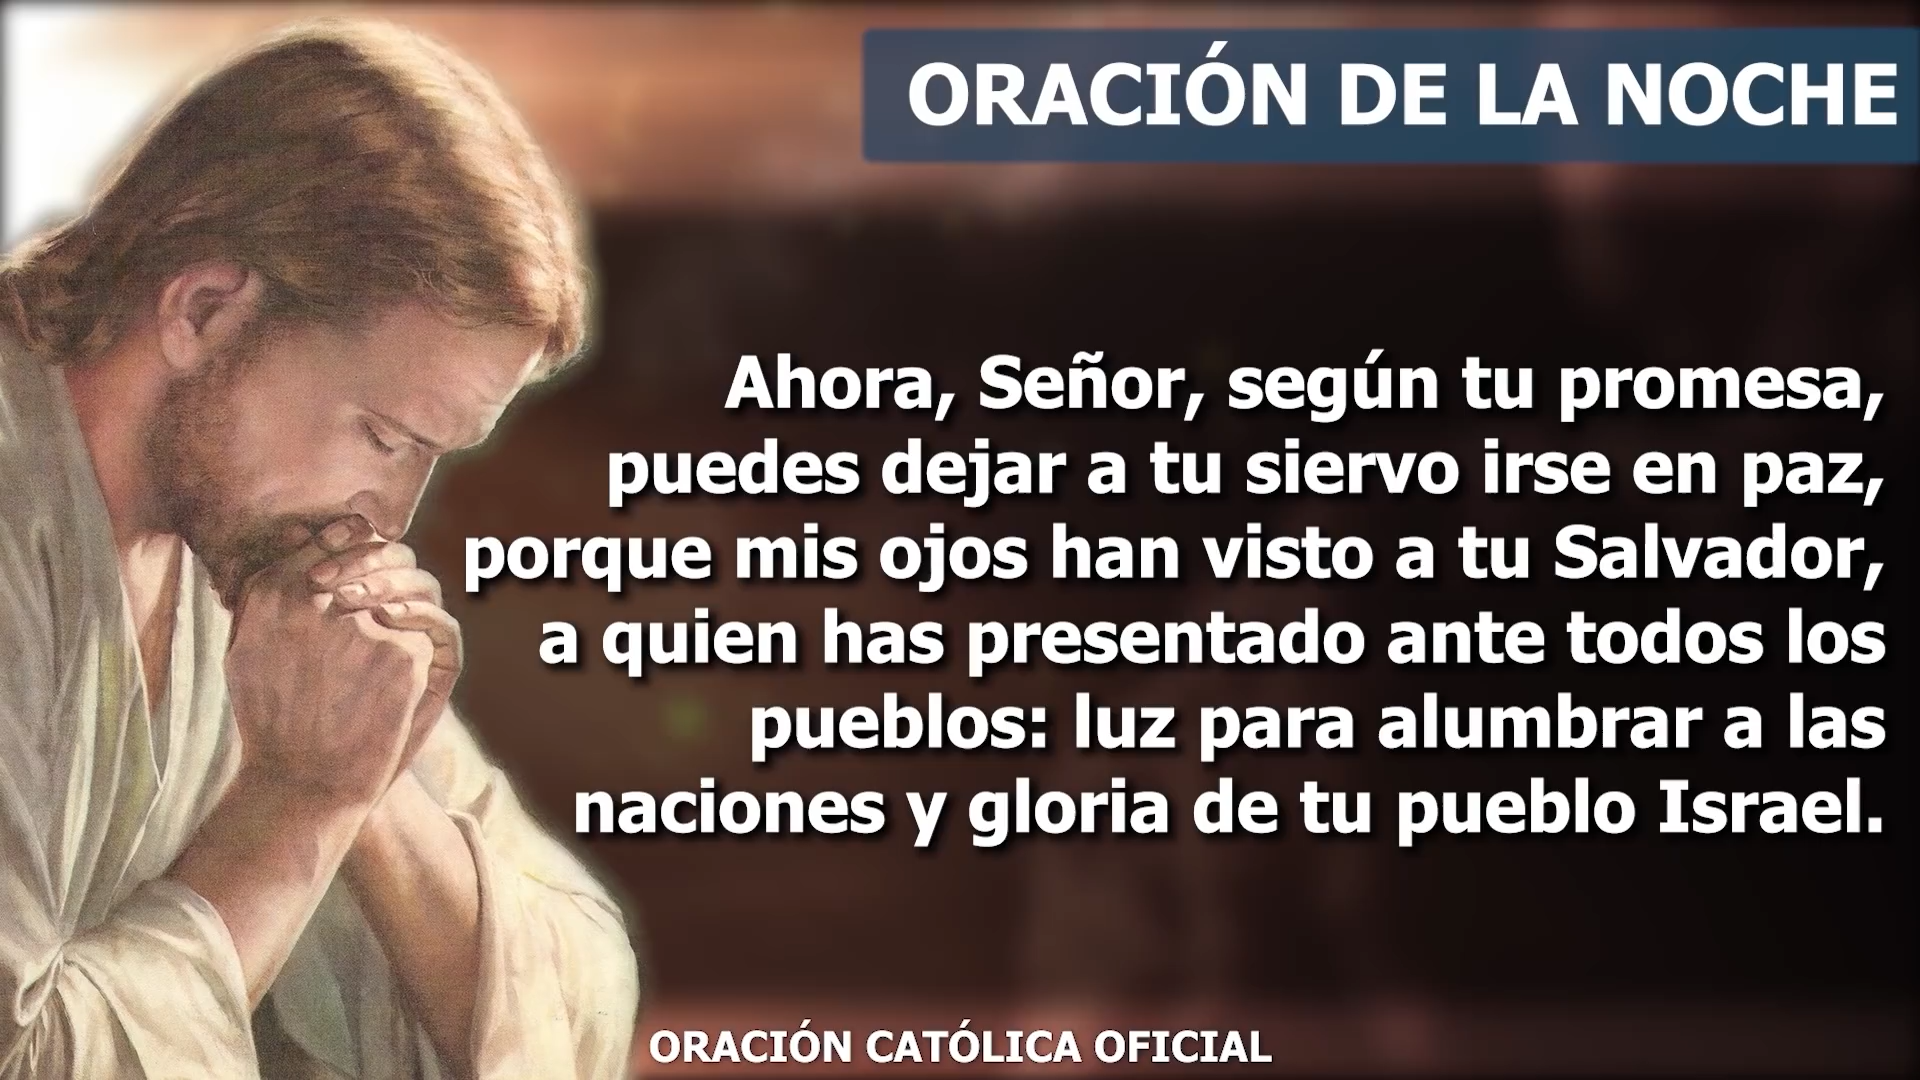 ORACIÓN DE LA NOCHE
Ahora, Señor, según tu promesa,
puedes dejar a tu siervo irse en paz,
porque mis ojos han visto a tu Salvador,
a quien has presentado ante todos los
pueblos: luz para alumbrar a las
naciones y gloria de tu pueblo Israel.
ORACIÓN CATÓLICA OFICIAL